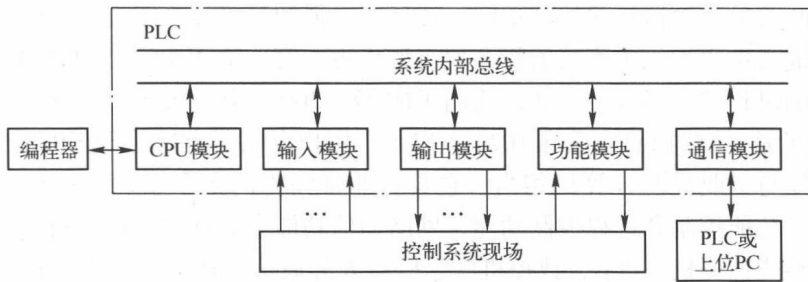 PLC
系统内部总线
编程器
CPU模块
输入模块
输出模块
功能模块
通信模块
...
...
控制系统现场
PLC或
上位PC